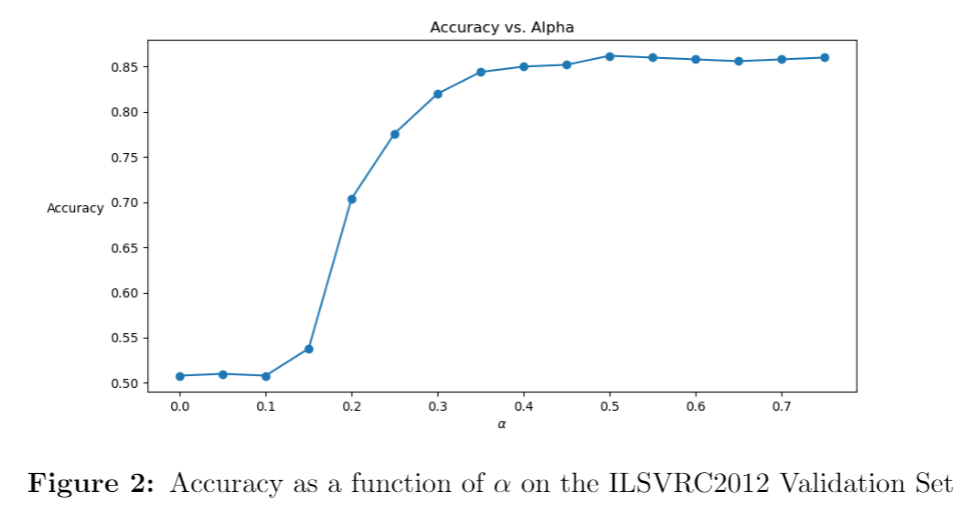 Accuracy vs. Alpha
0.85
0.80
0.75
0.70
Accuracy
0.65
0.60
0.55
0.50
0.0 0.1 0.2 0.3 0.4 0.5 0.6 0.7
α
Figure 2: Accuracy as a function of α on the ILSVRC2012 Validation Set